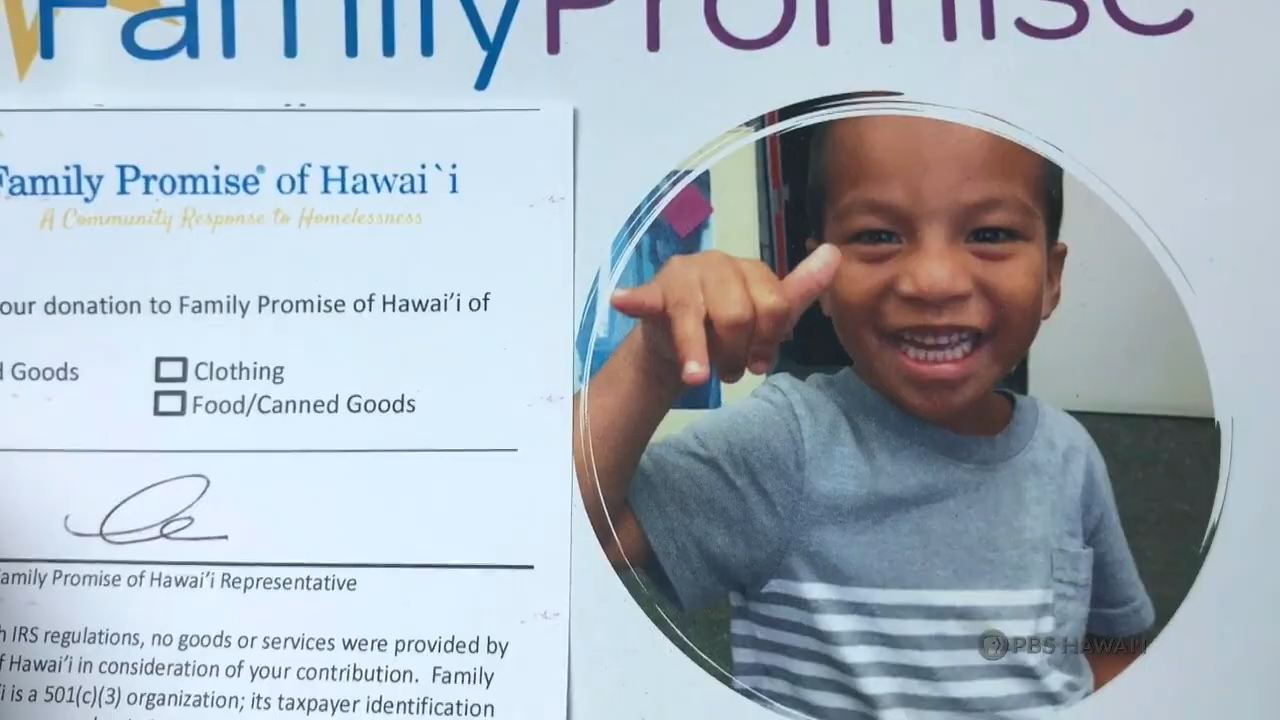 Family Promise
Family Promise® of Hawai`i
A Community Response to Homelessness
our donation to Family Promise of Hawai'i of
Goods
Clothing
Food/Canned Goods
amily Promise of Hawai'i Representative
h IRS regulations, no goods or services were provided by
f Hawai'i in consideration of your contribution. Family
i is a 501(c)(3) organization; its taxpayer identification
PBS HAWAI'I